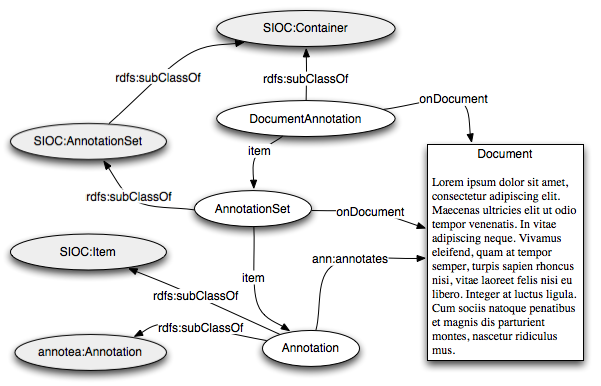 SIOC:Container
rdfs:subClassOf
rdfs:subClassOf
onDocument
DocumentAnnotation
SIOC:AnnotationSet
item
Document
Lorem ipsum dolor sit amet,
consectetur adipiscing elit.
Maecenas ultricies elit ut odio
tempor venenatis. In vitae
adipiscing neque. Vivamus
eleifend, quam at tempor
semper, turpis sapien rhoncus
nisi, vitae laoreet felis nisi eu
libero. Integer at luctus ligula.
Cum sociis natoque penatibus
et magnis dis parturient
montes, nascetur ridiculus
mus.
rdfs:subClassOf
AnnotationSet
onDocument
SIOC:Item
ann:annotates
item
rdfs:subClassOf
rdfs:subClassOf
annotea:Annotation
Annotation